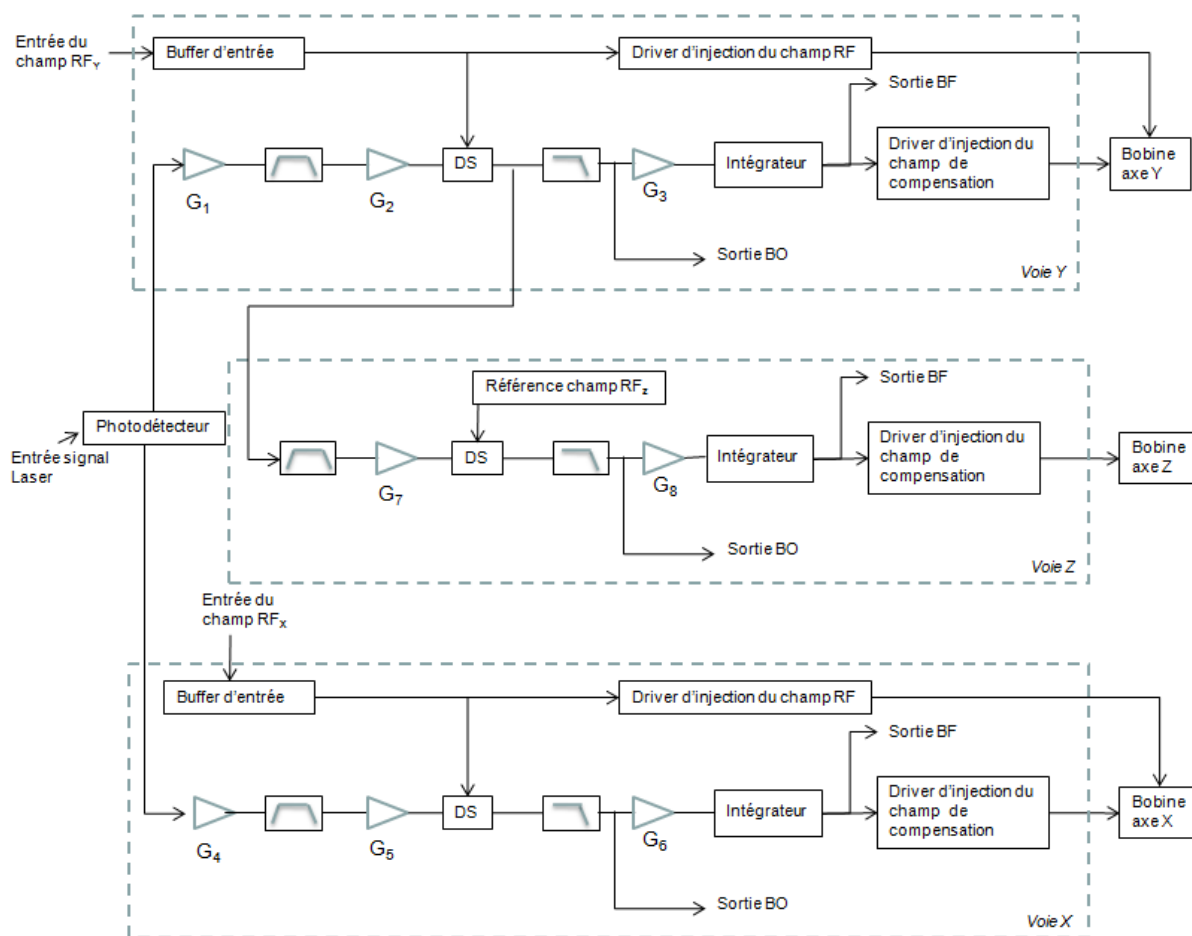 Entrée du
champ RFY
Buffer d'entrée
Driver d'injection du champ RF
Sortie BF
G1
G2
DS
G3
Intégrateur
Driver d'injection du
champ de
compensation
Bobine
axe Y
Sortie BO
Voie Y
Référence champ RFz
Sortie BF
Photodétecteur
Entrée signal
Laser
G7
DS
G8
Intégrateur
Driver d'injection du
champ de
compensation
Bobine
axe Z
Sortie BO
Voie Z
Entrée du
champ RFX
Buffer d'entrée
Driver d'injection du champ RF
Sortie BF
G4
G5
DS
G6
Intégrateur
Driver d'injection du
champ de
compensation
Bobine
axe X
Sortie BO
Voie X